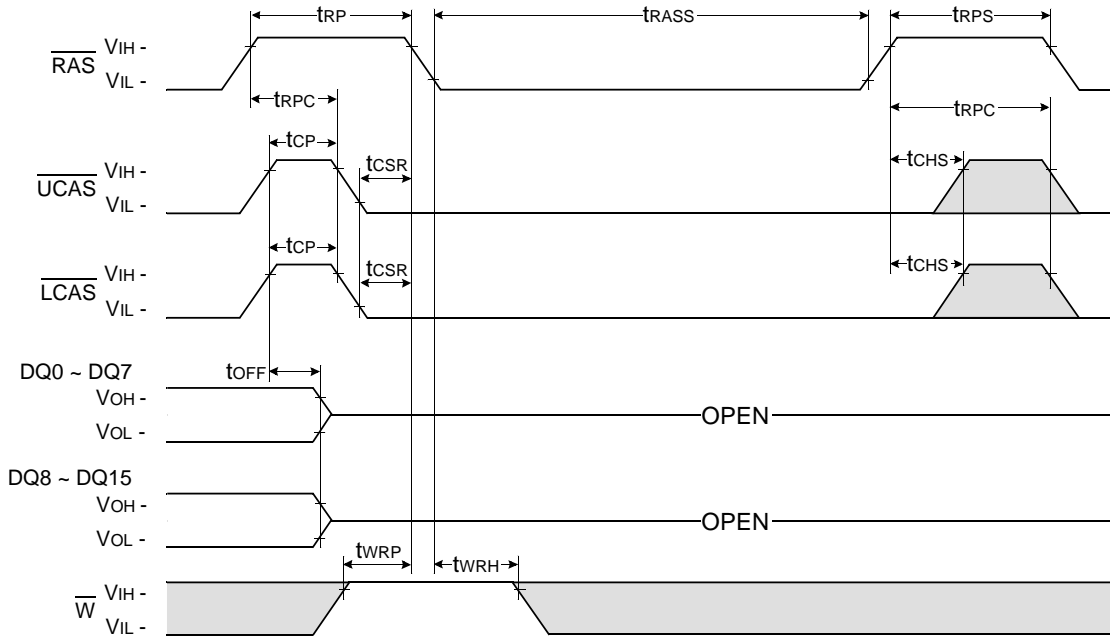 tRP tRASS tRPS
RAS VIH -
VIL -
tRPC tRPC
tCP tCSR tCHS
UCAS VIH -
VIL -
tCP tCSR tCHS
LCAS VIH -
VIL -
DQ0 ~ DQ7 tOFF
VOH -
VOL -
OPEN
DQ8 ~ DQ15
VOH -
VOL -
OPEN
tWRP tWRH
W VIH -
VIL -